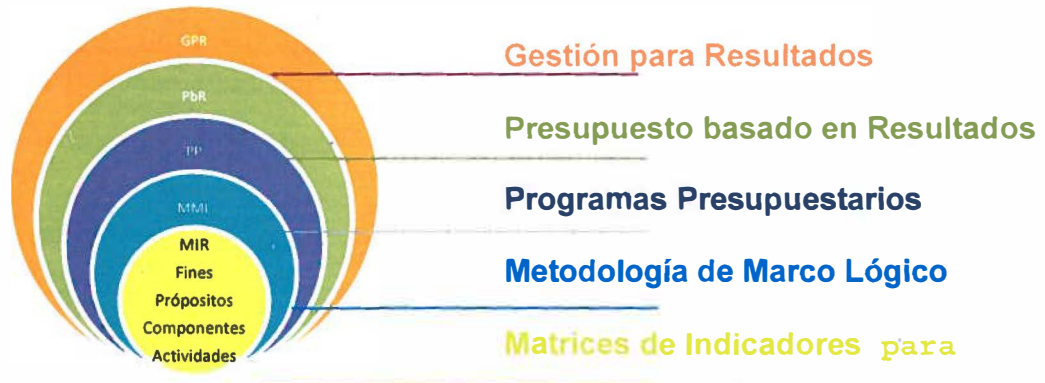 GPR
PbR
PP
MML
MIR
Fines
Própositos
Componentes
Actividades
Gestión para Resultados
Presupuesto basado en Resultados
Programas Presupuestarios
Metodología de Marco Lógico
Matrices de Indicadores para